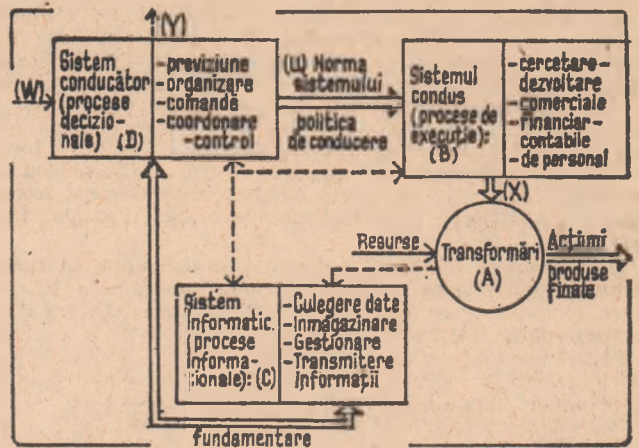 (Y)
(W)
Sistem
conducător
(procese
decizio-
nale) (D)
-previziune
-organizare
-comandă
-coordonare
-control
(U) Norma
sistemului
politica
de conducere
Sistemul
condus
(procese de
execuție):
(B)
-cercetare-
dezvoltare
-comerciale
-financiar-
contabile
-de personal
(X)
Resurse
Transformări
(A)
Acțiuni
produse
finale
Sistem
informatic
(procese
informa-
ționale): (C)
-Culegere date
-Inmagazinare
-Gestionare
-Transmitere
informații
fundamentare